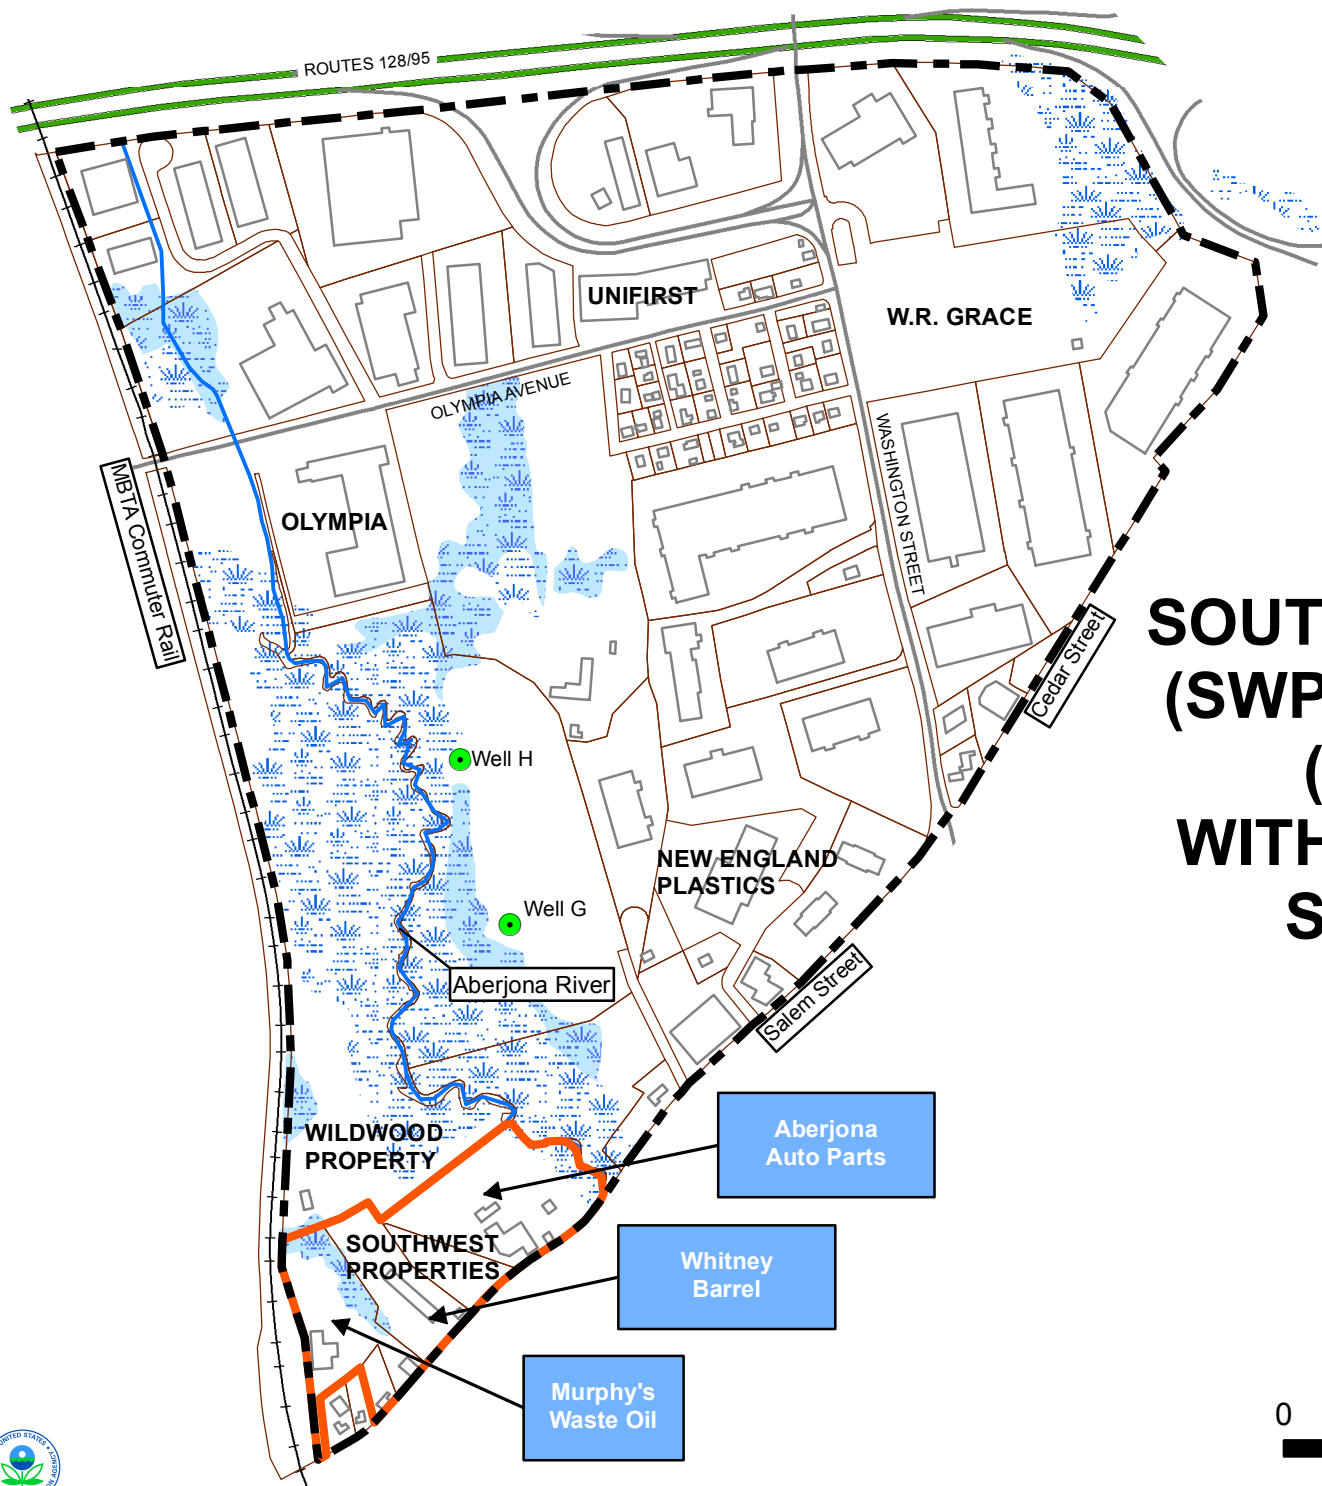 ROUTES 128/95
UNIFIRST
W.R. GRACE
OLYMPIA AVENUE
WASHINGTON STREET
MBTA Commuter Rail
OLYMPIA
Cedar Street
SOUT
(SWP
(
WITH
S
Well H
NEW ENGLAND
PLASTICS
Well G
Aberjona River
Salem Street
WILDWOOD
PROPERTY
Aberjona
Auto Parts
SOUTHWEST
PROPERTIES
Whitney
Barrel
Murphy's
Waste Oil
0
UNITED STATES